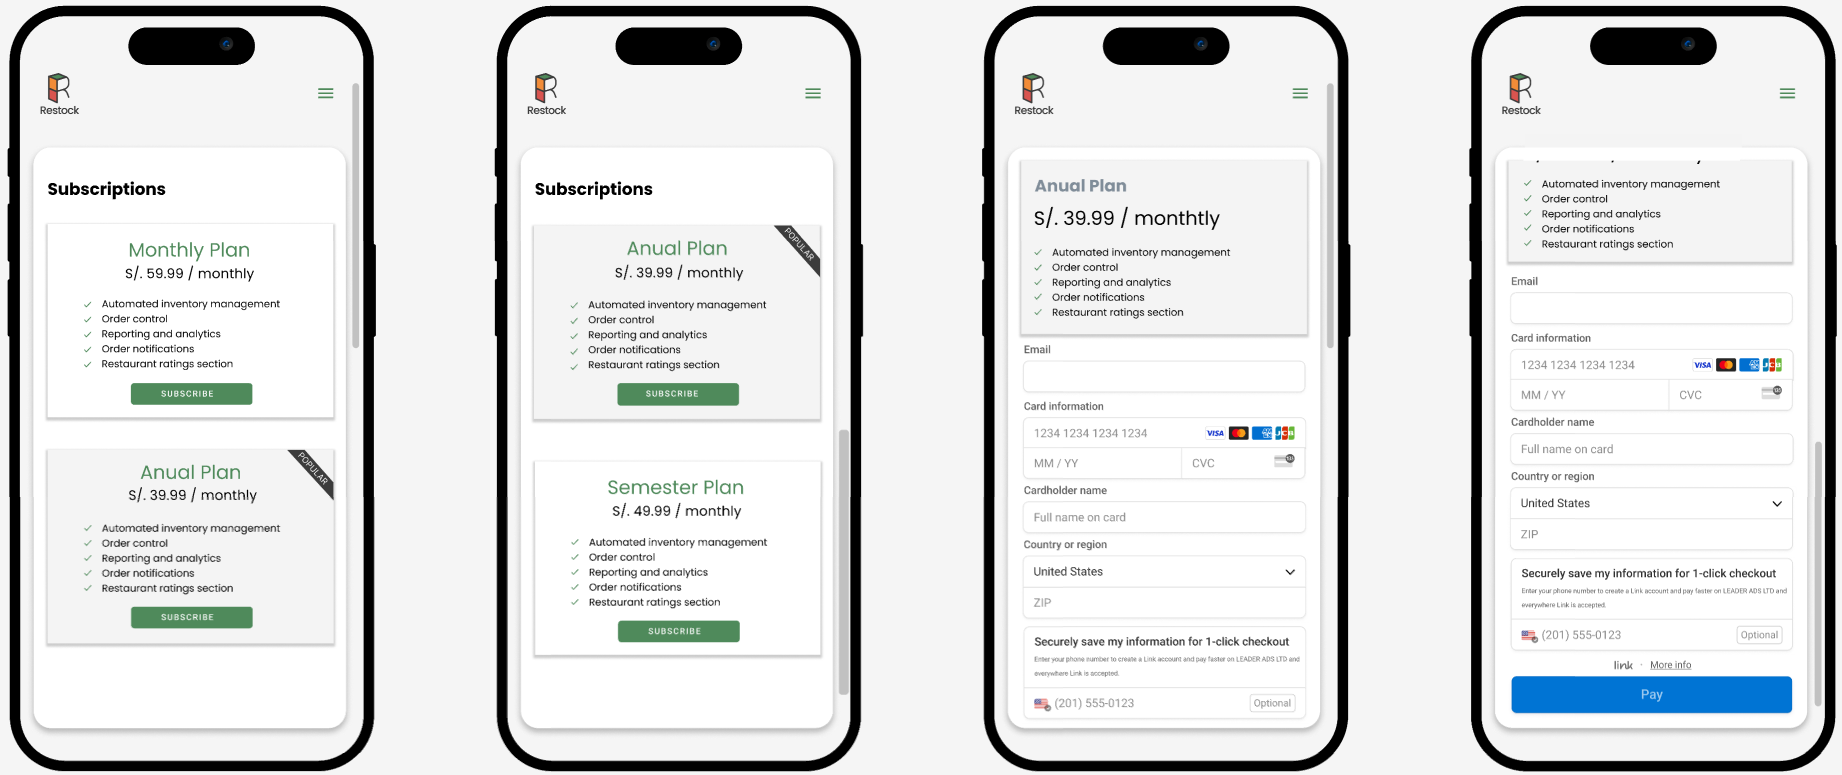 Restock
Subscriptions
Monthly Plan
S/. 59.99 / monthly
Automated inventory management
Order control
Reporting and analytics
Order notifications
Restaurant ratings section
SUBSCRIBE
POPULAR
Anual Plan
S/. 39.99 / monthly
Automated inventory management
Order control
Reporting and analytics
Order notifications
Restaurant ratings section
SUBSCRIBE
Restock
Subscriptions
POPULAR
Anual Plan
S/. 39.99 / monthly
Automated inventory management
Order control
Reporting and analytics
Order notifications
Restaurant ratings section
SUBSCRIBE
Semester Plan
S/. 49.99 / monthly
Automated inventory management
Order control
Reporting and analytics
Order notifications
Restaurant ratings section
SUBSCRIBE
Restock
Anual Plan
S/. 39.99 / monthtly
Automated inventory management
Order control
Reporting and analytics
Order notifications
Restaurant ratings section
Email
Card information
1234 1234 1234 1234 VISA JCB
MM / YY CVC
Cardholder name
Full name on card
Country or region
United States
ZIP
Securely save my information for 1-click checkout
Enter your phone number to create a Link account and pay faster on LEADER ADS LTD and
everywhere Link is accepted.
(201) 555-0123 Optional
Restock
Automated inventory management
Order control
Reporting and analytics
Order notifications
Restaurant ratings section
Email
Card information
1234 1234 1234 1234 VISA JCB
MM / YY CVC
Cardholder name
Full name on card
Country or region
United States
ZIP
Securely save my information for 1-click checkout
Enter your phone number to create a Link account and pay faster on LEADER ADS LTD and
everywhere Link is accepted.
(201) 555-0123 Optional
link · More info
Pay